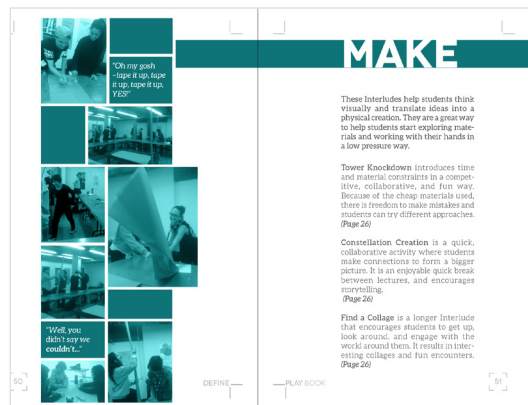 "Oh my gosh
–tape it up, tape
it up, tape it up,
YES!"
"Well, you
didn't say we
couldn't..."
50
DEFINE
MAKE
These Interludes help students think
visually and translate ideas into a
physical creation. They are a great way
to help students start exploring mate-
rials and working with their hands in
a low pressure way.
Tower Knockdown introduces time
and material constraints in a compet-
itive, collaborative, and fun way.
Because of the cheap materials used,
there is freedom to make mistakes and
students can try different approaches.
(Page 26)
Constellation Creation is a quick,
collaborative activity where students
make connections to form a bigger
picture. It is an enjoyable quick break
between lectures, and encourages
storytelling.
(Page 26)
Find a Collage is a longer Interlude
that encourages students to get up,
look around, and engage with the
world around them. It results in inter-
esting collages and fun encounters.
(Page 26)
PLAY BOOK
51